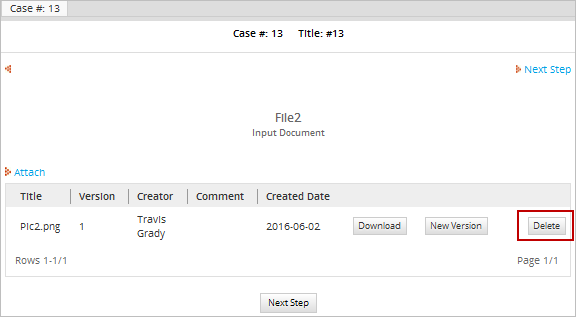 Case #: 13
Case #: 13 Title: #13
Next Step
File2
Input Document
Attach
Title Version Creator Comment Created Date
Pic2.png 1 Travis Grady 2016-06-02 Download New Version Delete
Rows 1-1/1 Page 1/1
Next Step